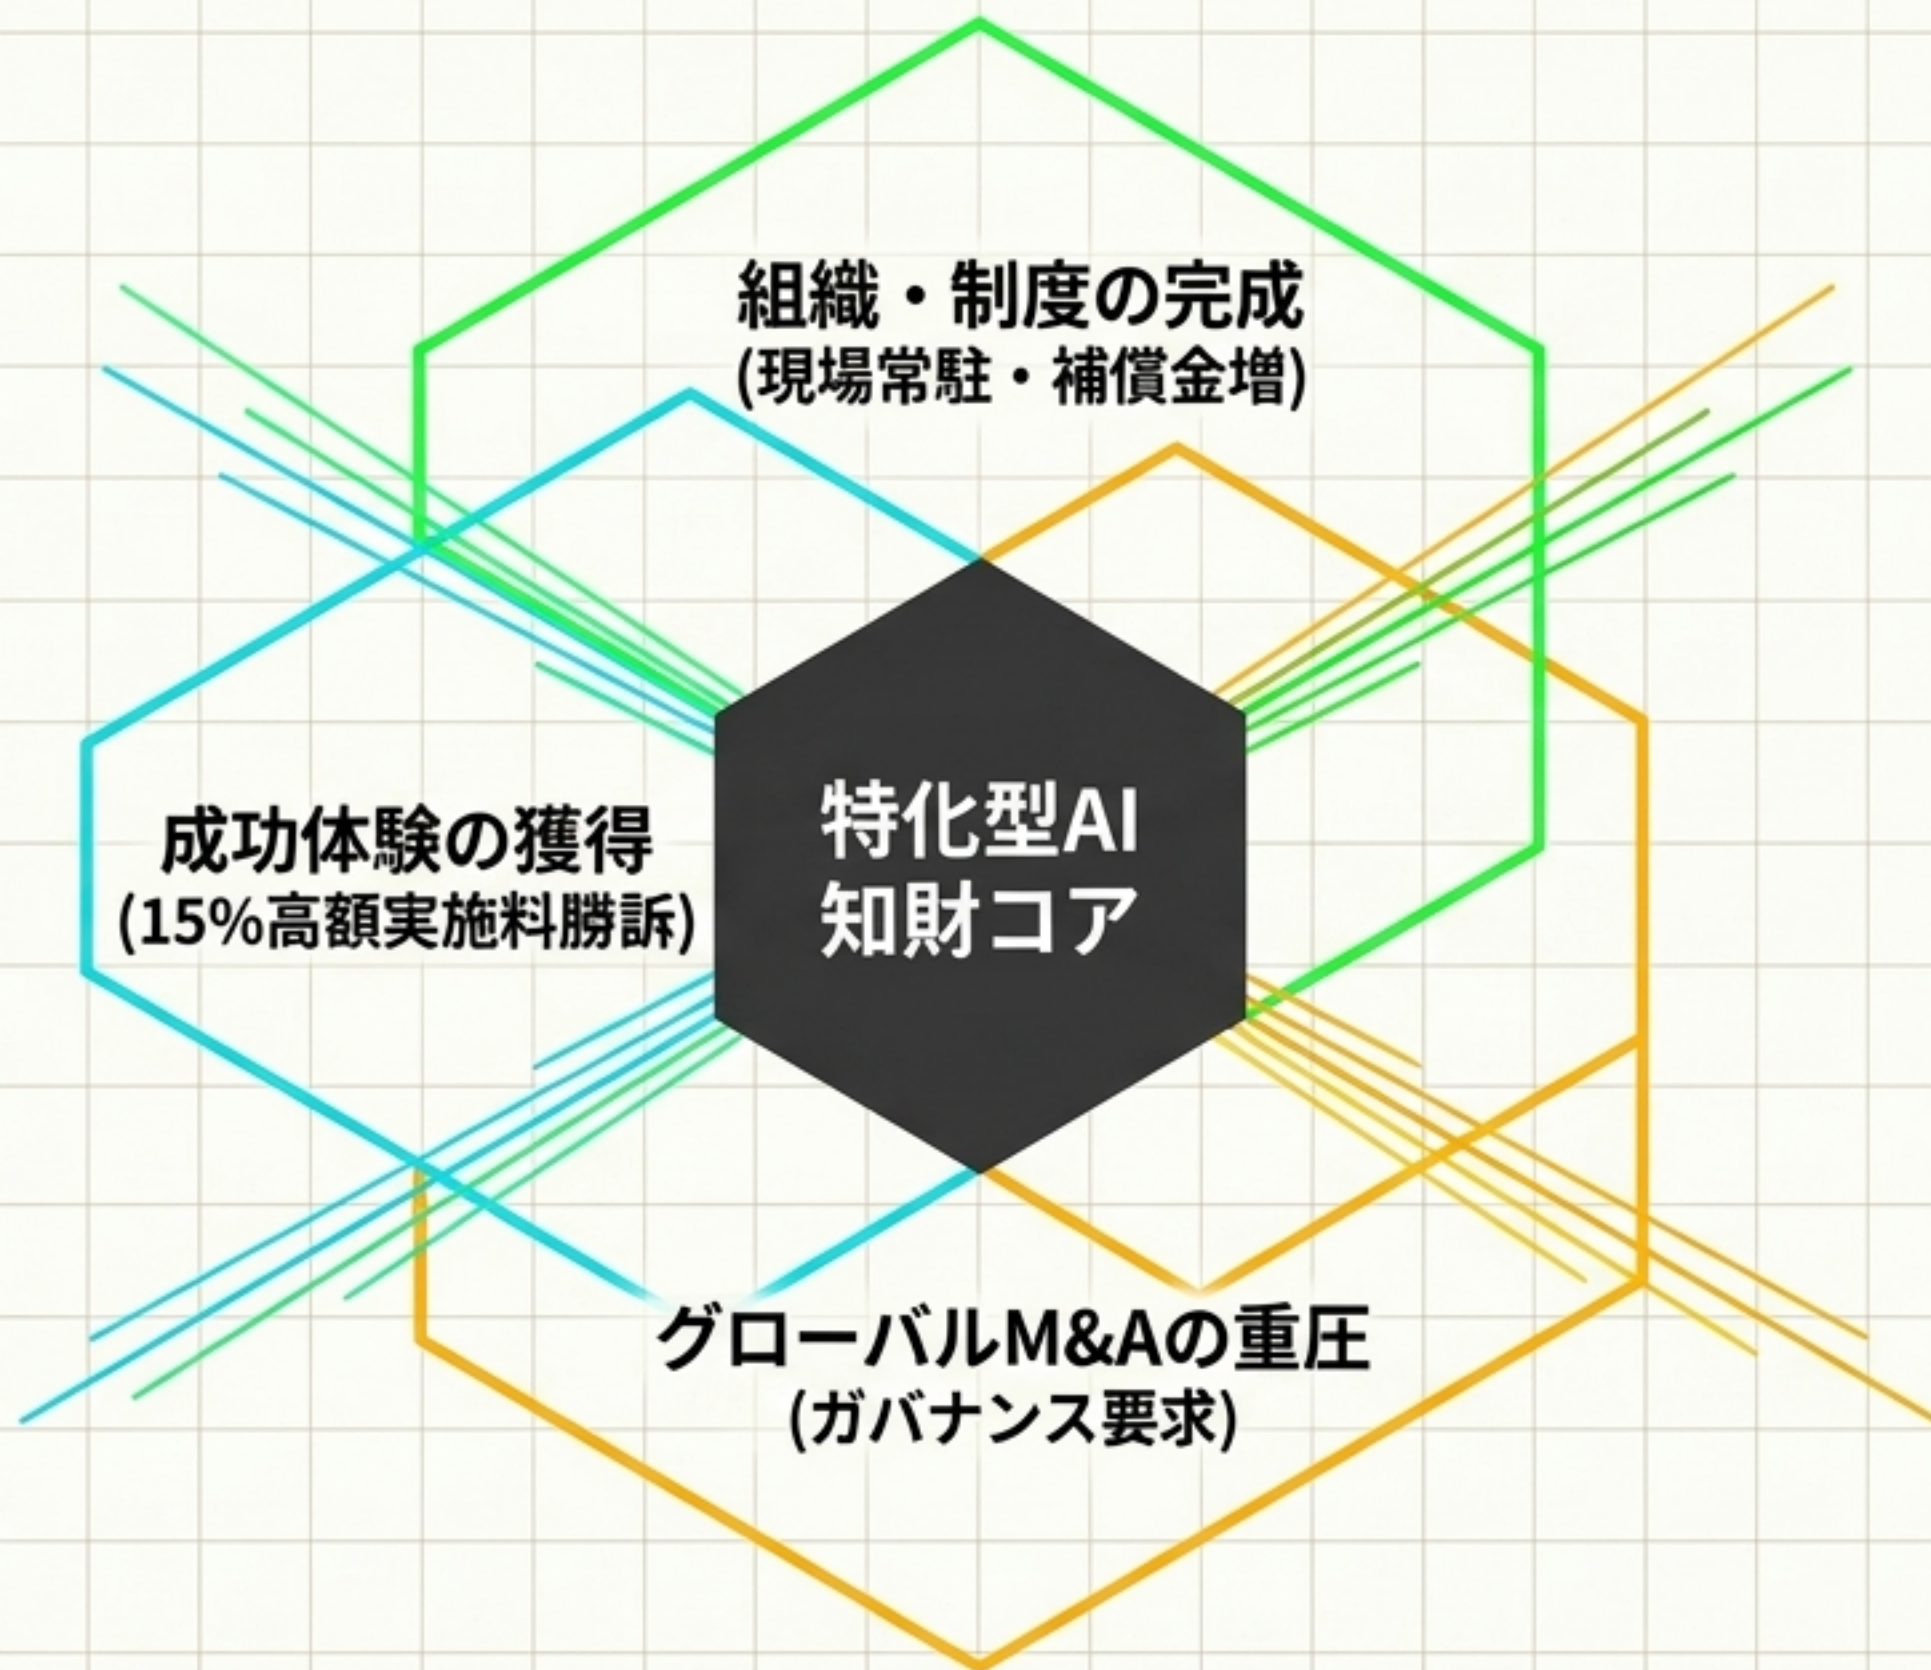 組織・制度の完成
(現場常駐・補償金増)
成功体験の獲得
(15%高額実施料勝訴)
特化型AI
知財コア
グローバルM&Aの重圧
(ガバナンス要求)